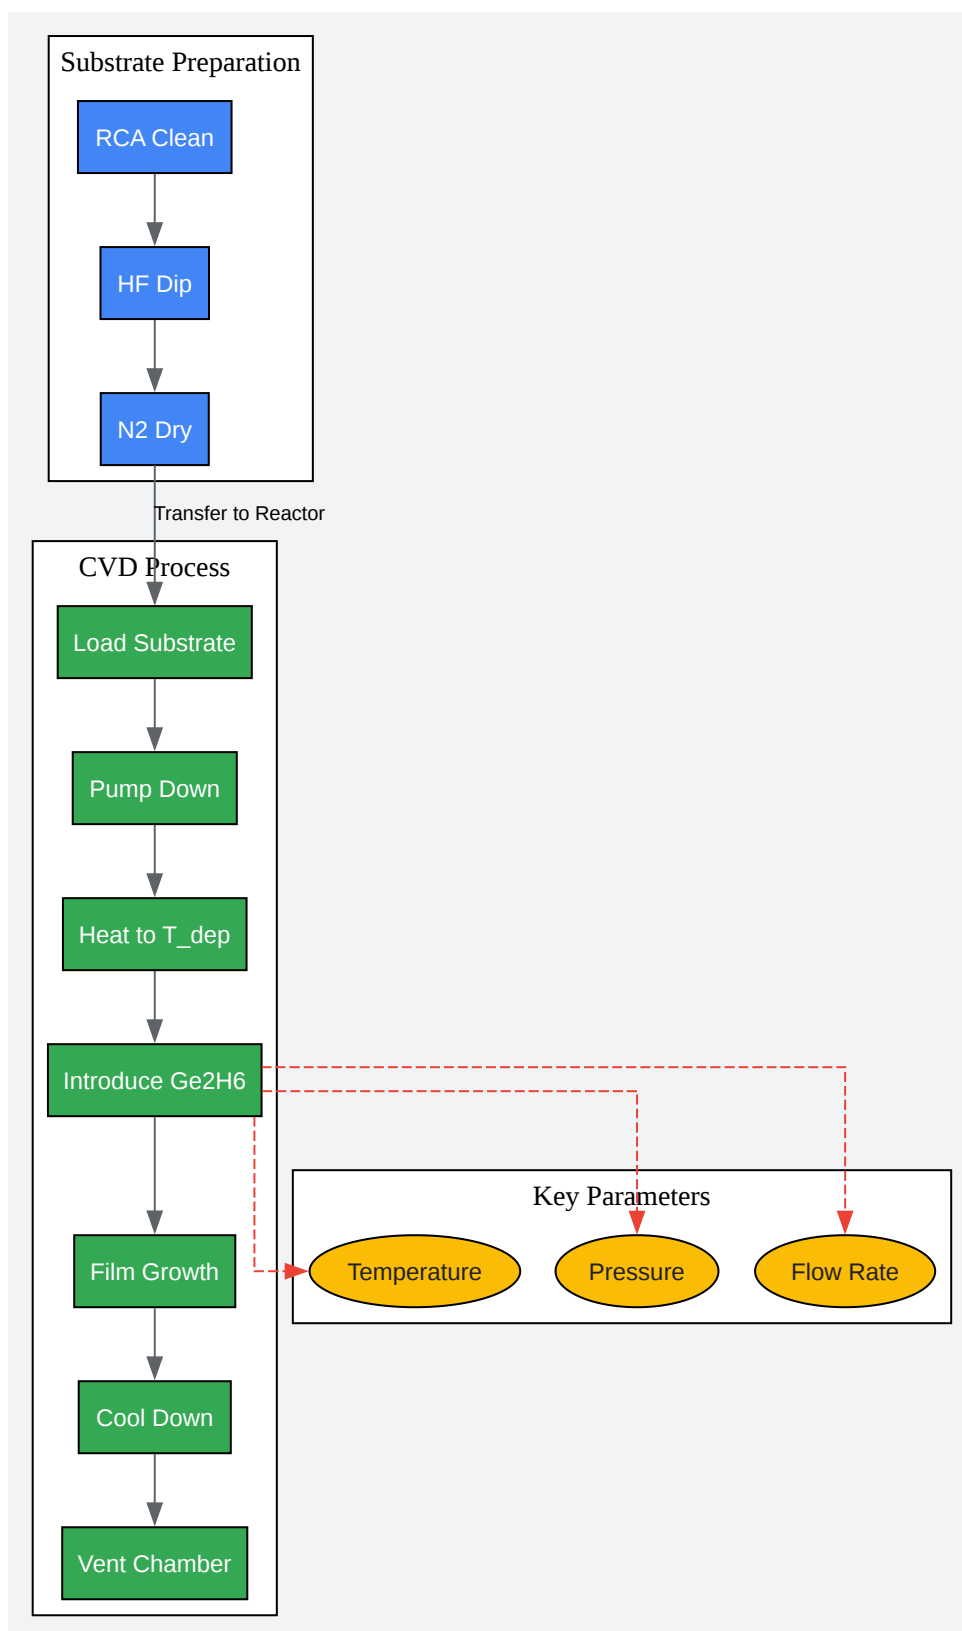 Substrate Preparation
RCA Clean
HF Dip
N2 Dry
Transfer to Reactor
CVD Process
Load Substrate
Pump Down
Heat to T_dep
Introduce Ge2H6
Key Parameters
Film Growth
Temperature
Pressure
Flow Rate
Cool Down
Vent Chamber